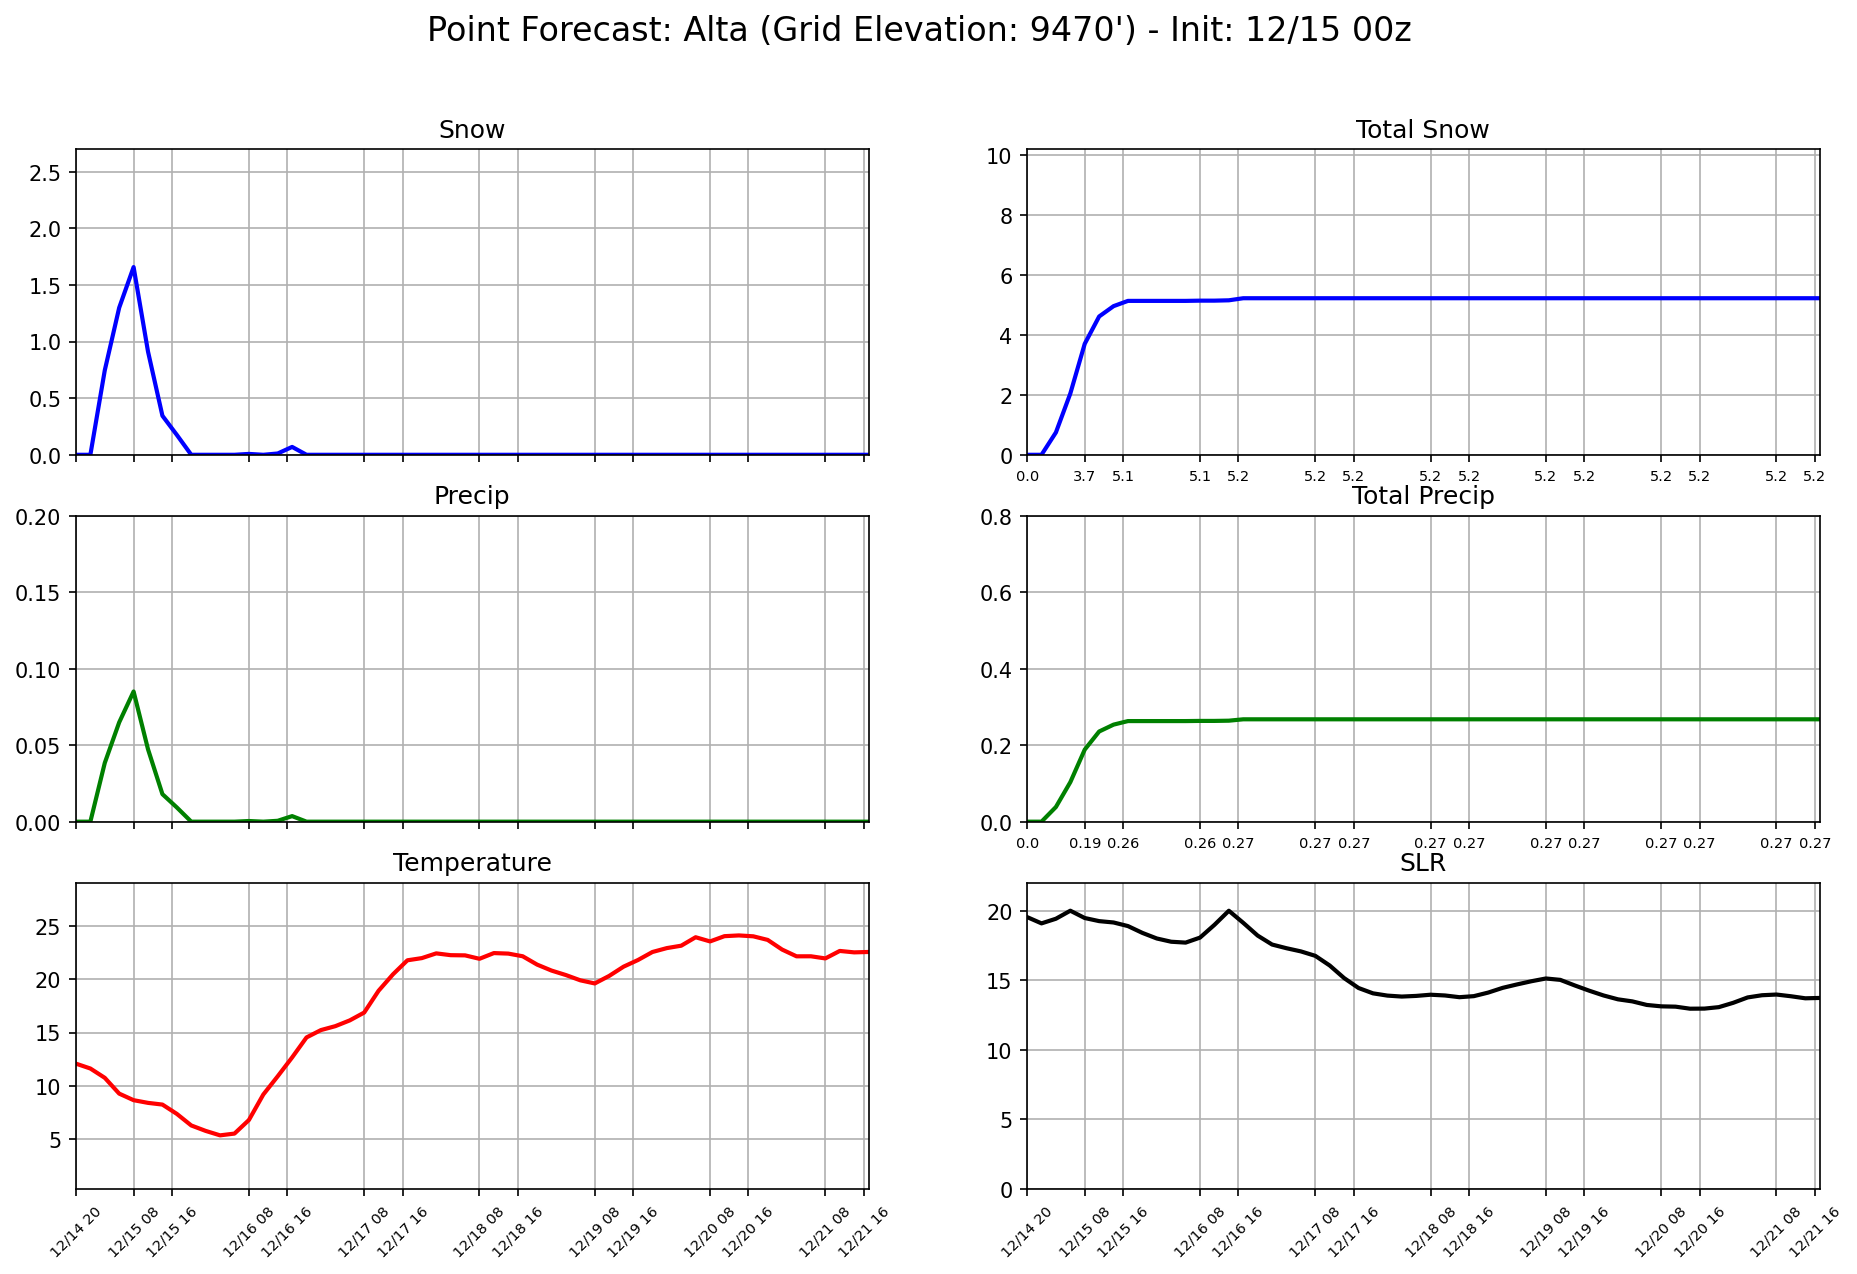 Point Forecast: Alta (Grid Elevation: 9470') - Init: 12/15 00z
Snow
2.5
2.0
1.5
1.0
0.5
0.0
Total Snow
10
8
6
4
2
0
0.0 3.7 5.1 5.1 5.2 5.2 5.2 5.2 5.2 5.2 5.2 5.2 5.2 5.2 5.2
Precip
0.20
0.15
0.10
0.05
0.00
Total Precip
0.8
0.6
0.4
0.2
0.0
0.0 0.19 0.26 0.26 0.27 0.27 0.27 0.27 0.27 0.27 0.27 0.27 0.27 0.27 0.27
Temperature
25
20
15
10
5
12/14 20 12/15 08 12/15 16 12/16 08 12/16 16 12/17 08 12/17 16 12/18 08 12/18 16 12/19 08 12/19 16 12/20 08 12/20 16 12/21 08 12/21 16
SLR
20
15
10
5
0
12/14 20 12/15 08 12/15 16 12/16 08 12/16 16 12/17 08 12/17 16 12/18 08 12/18 16 12/19 08 12/19 16 12/20 08 12/20 16 12/21 08 12/21 16